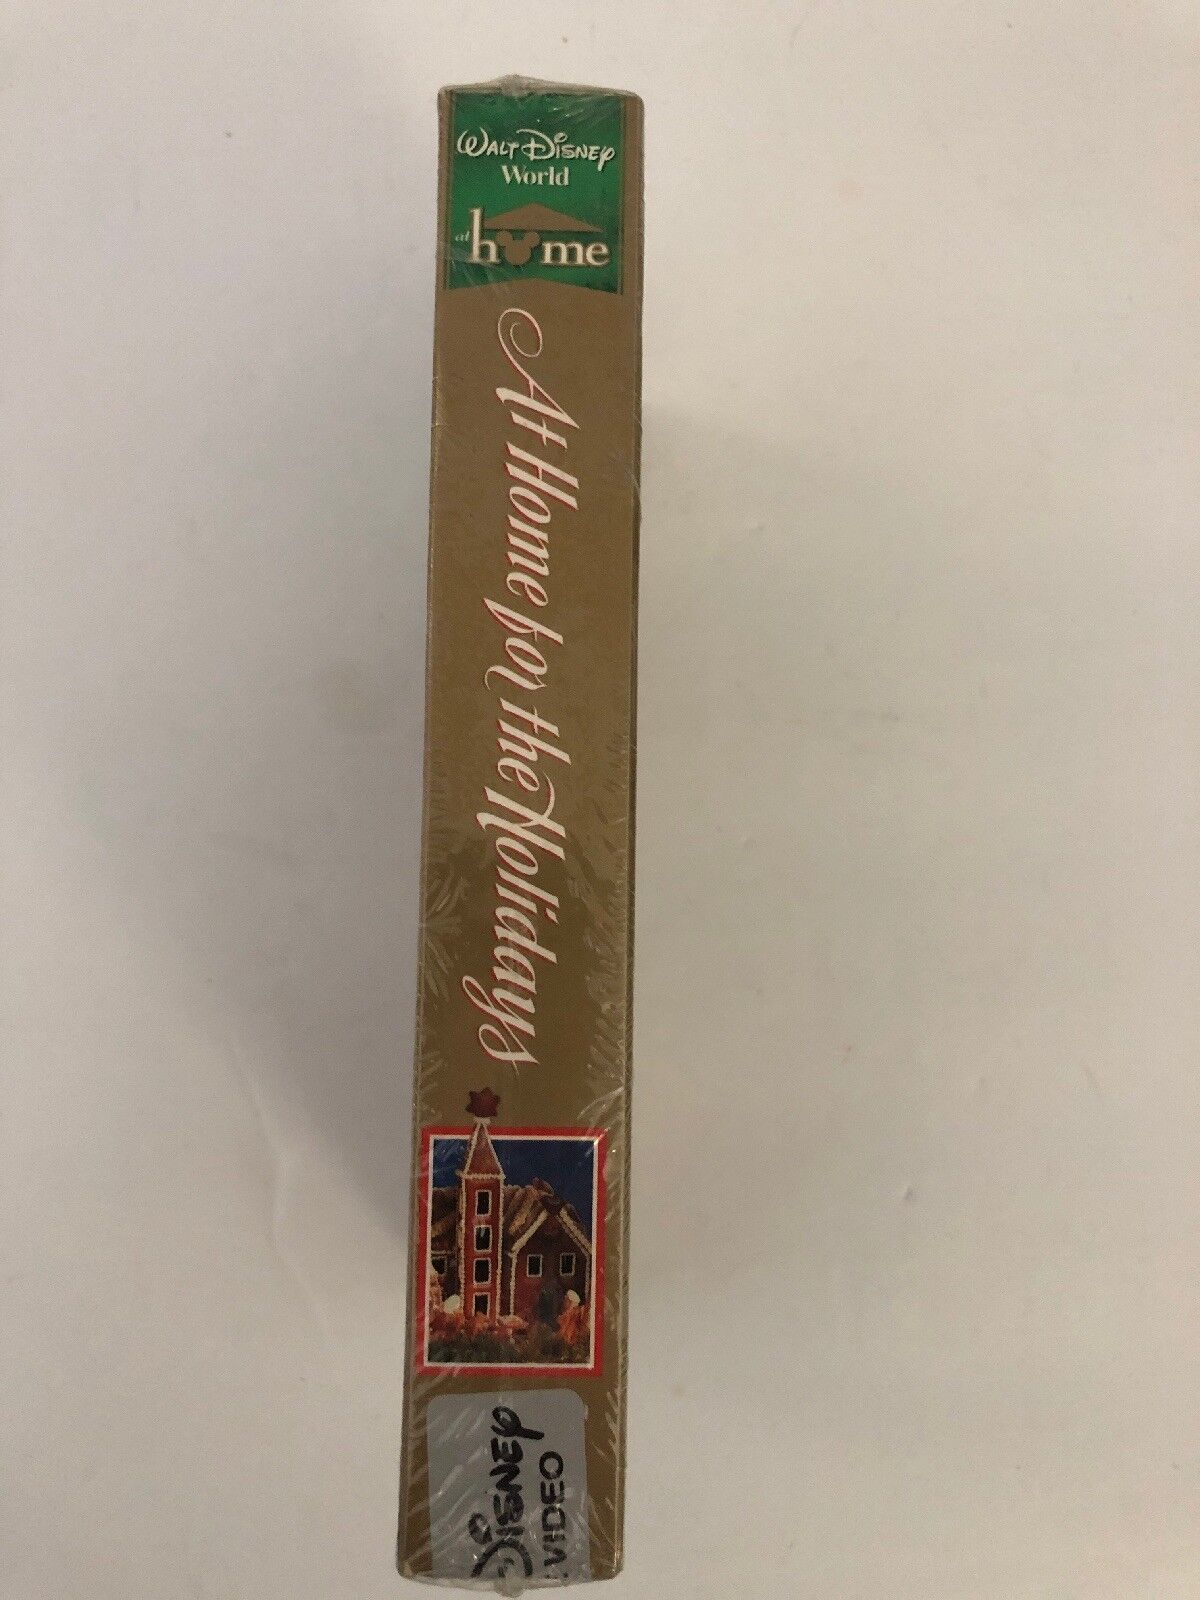 Walt Disney
World
at home
At Home for the Holidays
Disney
VIDEO